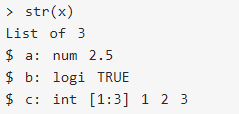 > str(x)
List of 3
$ a: num 2.5
$ b: logi TRUE
$ c: int [1:3] 1 2 3